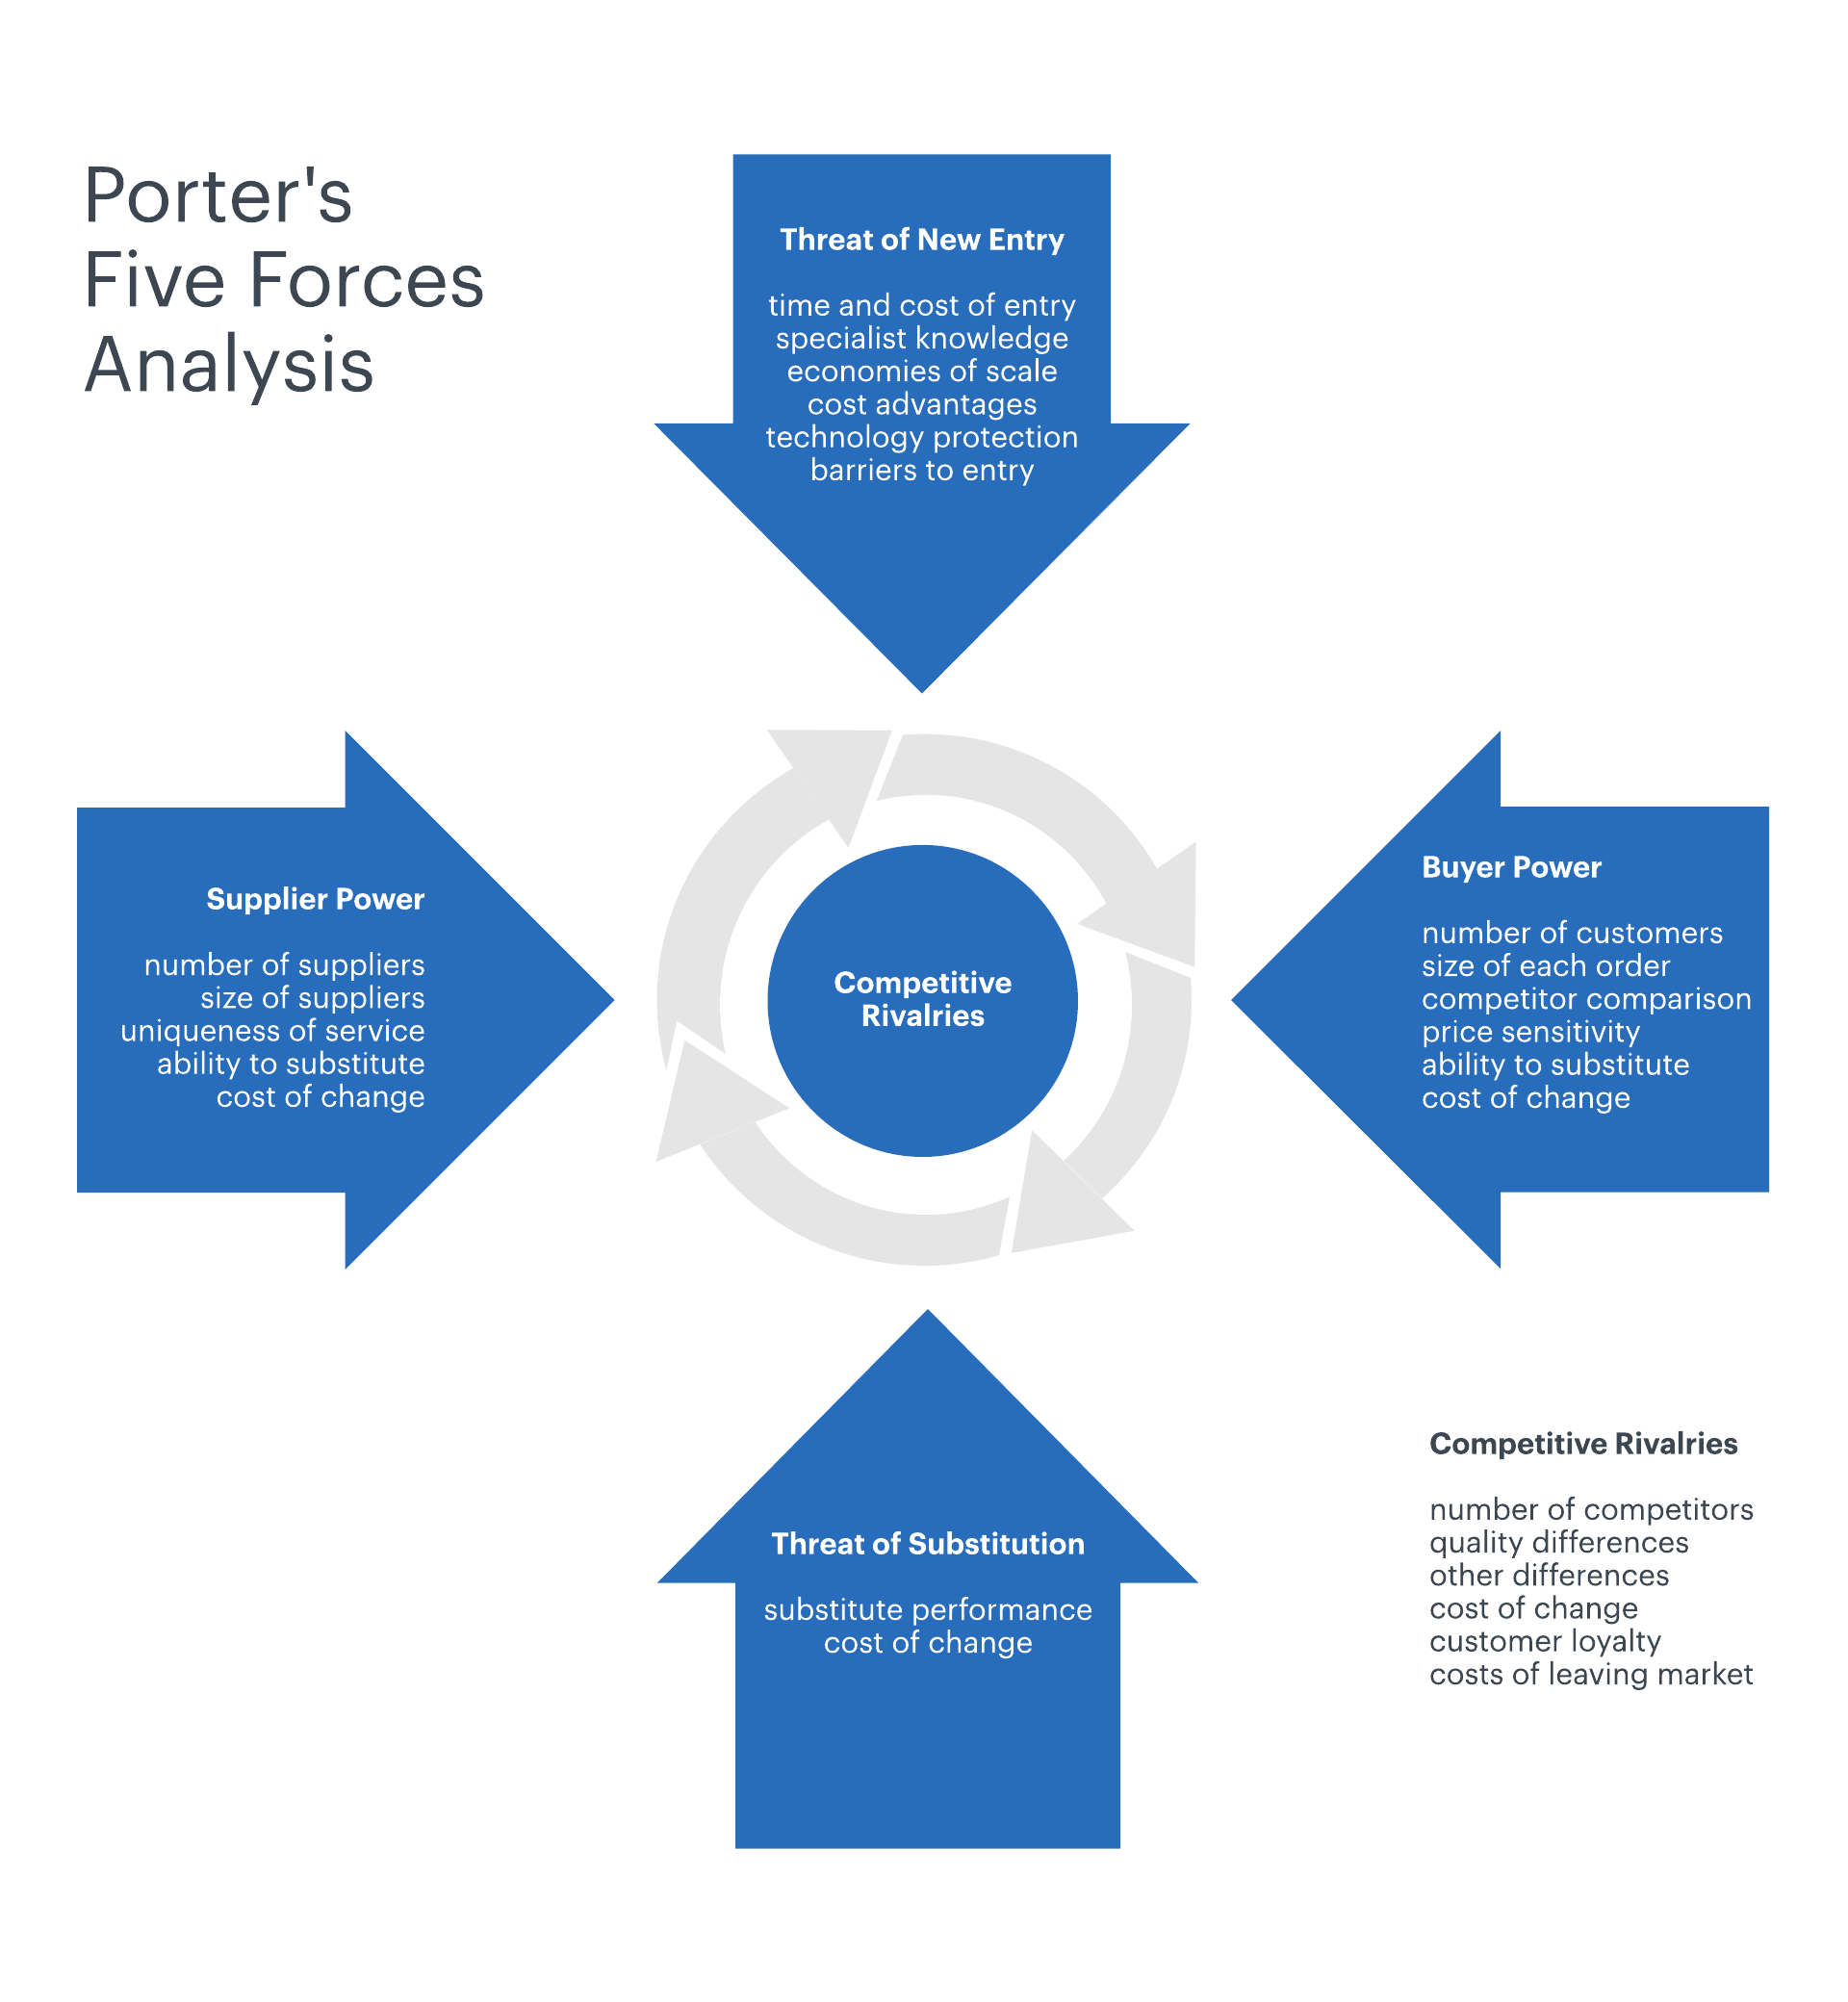 Porter's
Five Forces
Analysis
Threat of New Entry
time and cost of entry
specialist knowledge
economies of scale
cost advantages
technology protection
barriers to entry
Supplier Power
number of suppliers
size of suppliers
uniqueness of service
ability to substitute
cost of change
Competitive
Rivalries
Buyer Power
number of customers
size of each order
competitor comparison
price sensitivity
ability to substitute
cost of change
Threat of Substitution
substitute performance
cost of change
Competitive Rivalries
number of competitors
quality differences
other differences
cost of change
customer loyalty
costs of leaving market